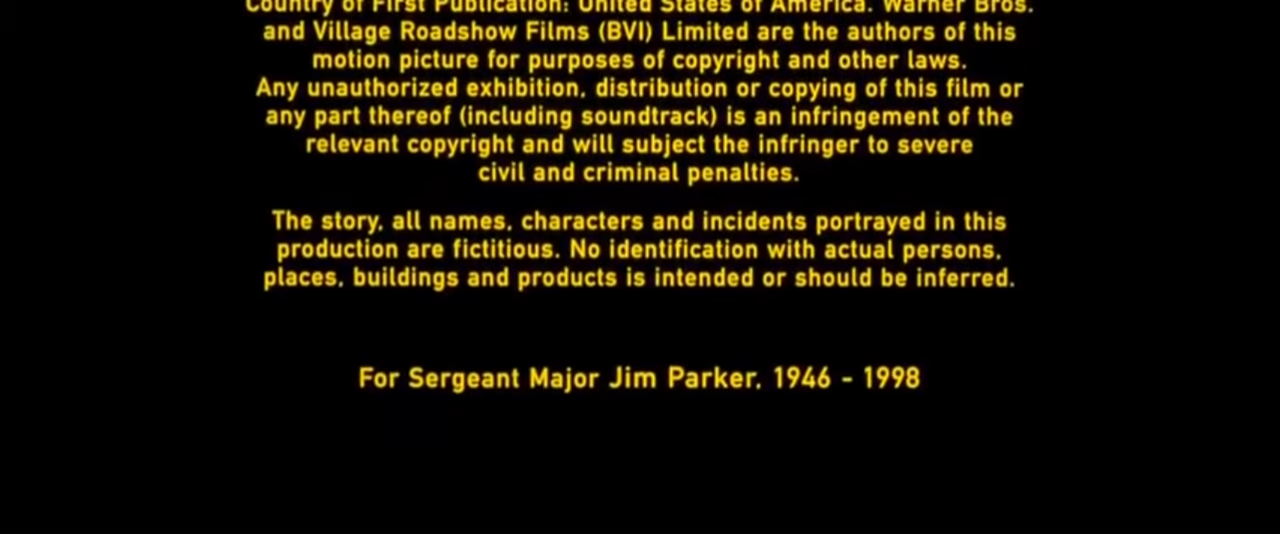 Country of First Publication: United States of America. Warner Bros.
and Village Roadshow Films (BVI) Limited are the authors of this
motion picture for purposes of copyright and other laws.
Any unauthorized exhibition, distribution or copying of this film or
any part thereof (including soundtrack) is an infringement of the
relevant copyright and will subject the infringer to severe
civil and criminal penalties.
The story, all names, characters and incidents portrayed in this
production are fictitious. No identification with actual persons,
places, buildings and products is intended or should be inferred.
For Sergeant Major Jim Parker, 1946 - 1998